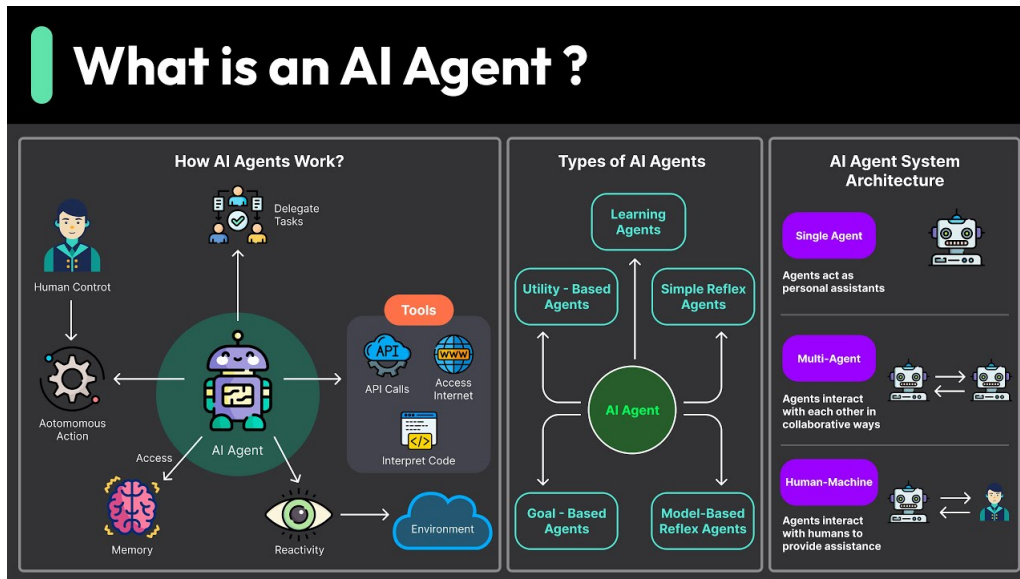 What is an AI Agent ?
How AI Agents Work?
Delegate
Tasks
Human Controt
Tools
API
WWW
API Calls
Access
Internet
</>
Interpret Code
Aotomomous
Action
AI Agent
Access
Memory
Reactivity
Environment
Types of AI Agents
Learning
Agents
Utility - Based
Agents
Simple Reflex
Agents
AI Agent
Goal - Based
Agents
Model-Based
Reflex Agents
AI Agent System
Architecture
Single Agent
Agents act as
personal assistants
Multi-Agent
Agents interact
with each other in
collaborative ways
Human-Machine
Agents interact
with humans to
provide assistance